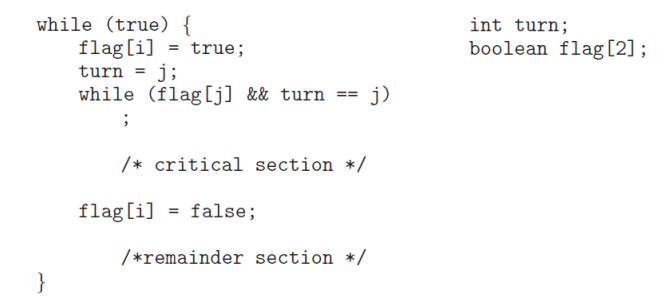 while (true) {
flag[i] = true;
turn = j;
while (flag[j] && turn == j)
;
/* critical section */
flag[i] = false;
/*remainder section */
}
int turn;
boolean flag[2];